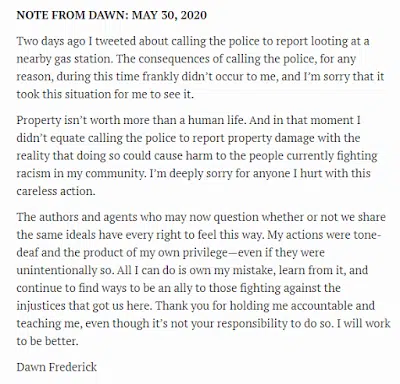 NOTE FROM DAWN: MAY 30, 2020
Two days ago I tweeted about calling the police to report looting at a
nearby gas station. The consequences of calling the police, for any
reason, during this time frankly didn't occur to me, and I'm sorry that it
took this situation for me to see it.
Property isn't worth more than a human life. And in that moment I
didn't equate calling the police to report property damage with the
reality that doing so could cause harm to the people currently fighting
racism in my community. I'm deeply sorry for anyone I hurt with this
careless action.
The authors and agents who may now question whether or not we share
the same ideals have every right to feel this way. My actions were tone-
deaf and the product of my own privilege—even if they were
unintentionally so. All I can do is own my mistake, learn from it, and
continue to find ways to be an ally to those fighting against the
injustices that got us here. Thank you for holding me accountable and
teaching me, even though it's not your responsibility to do so. I will work
to be better.
Dawn Frederick